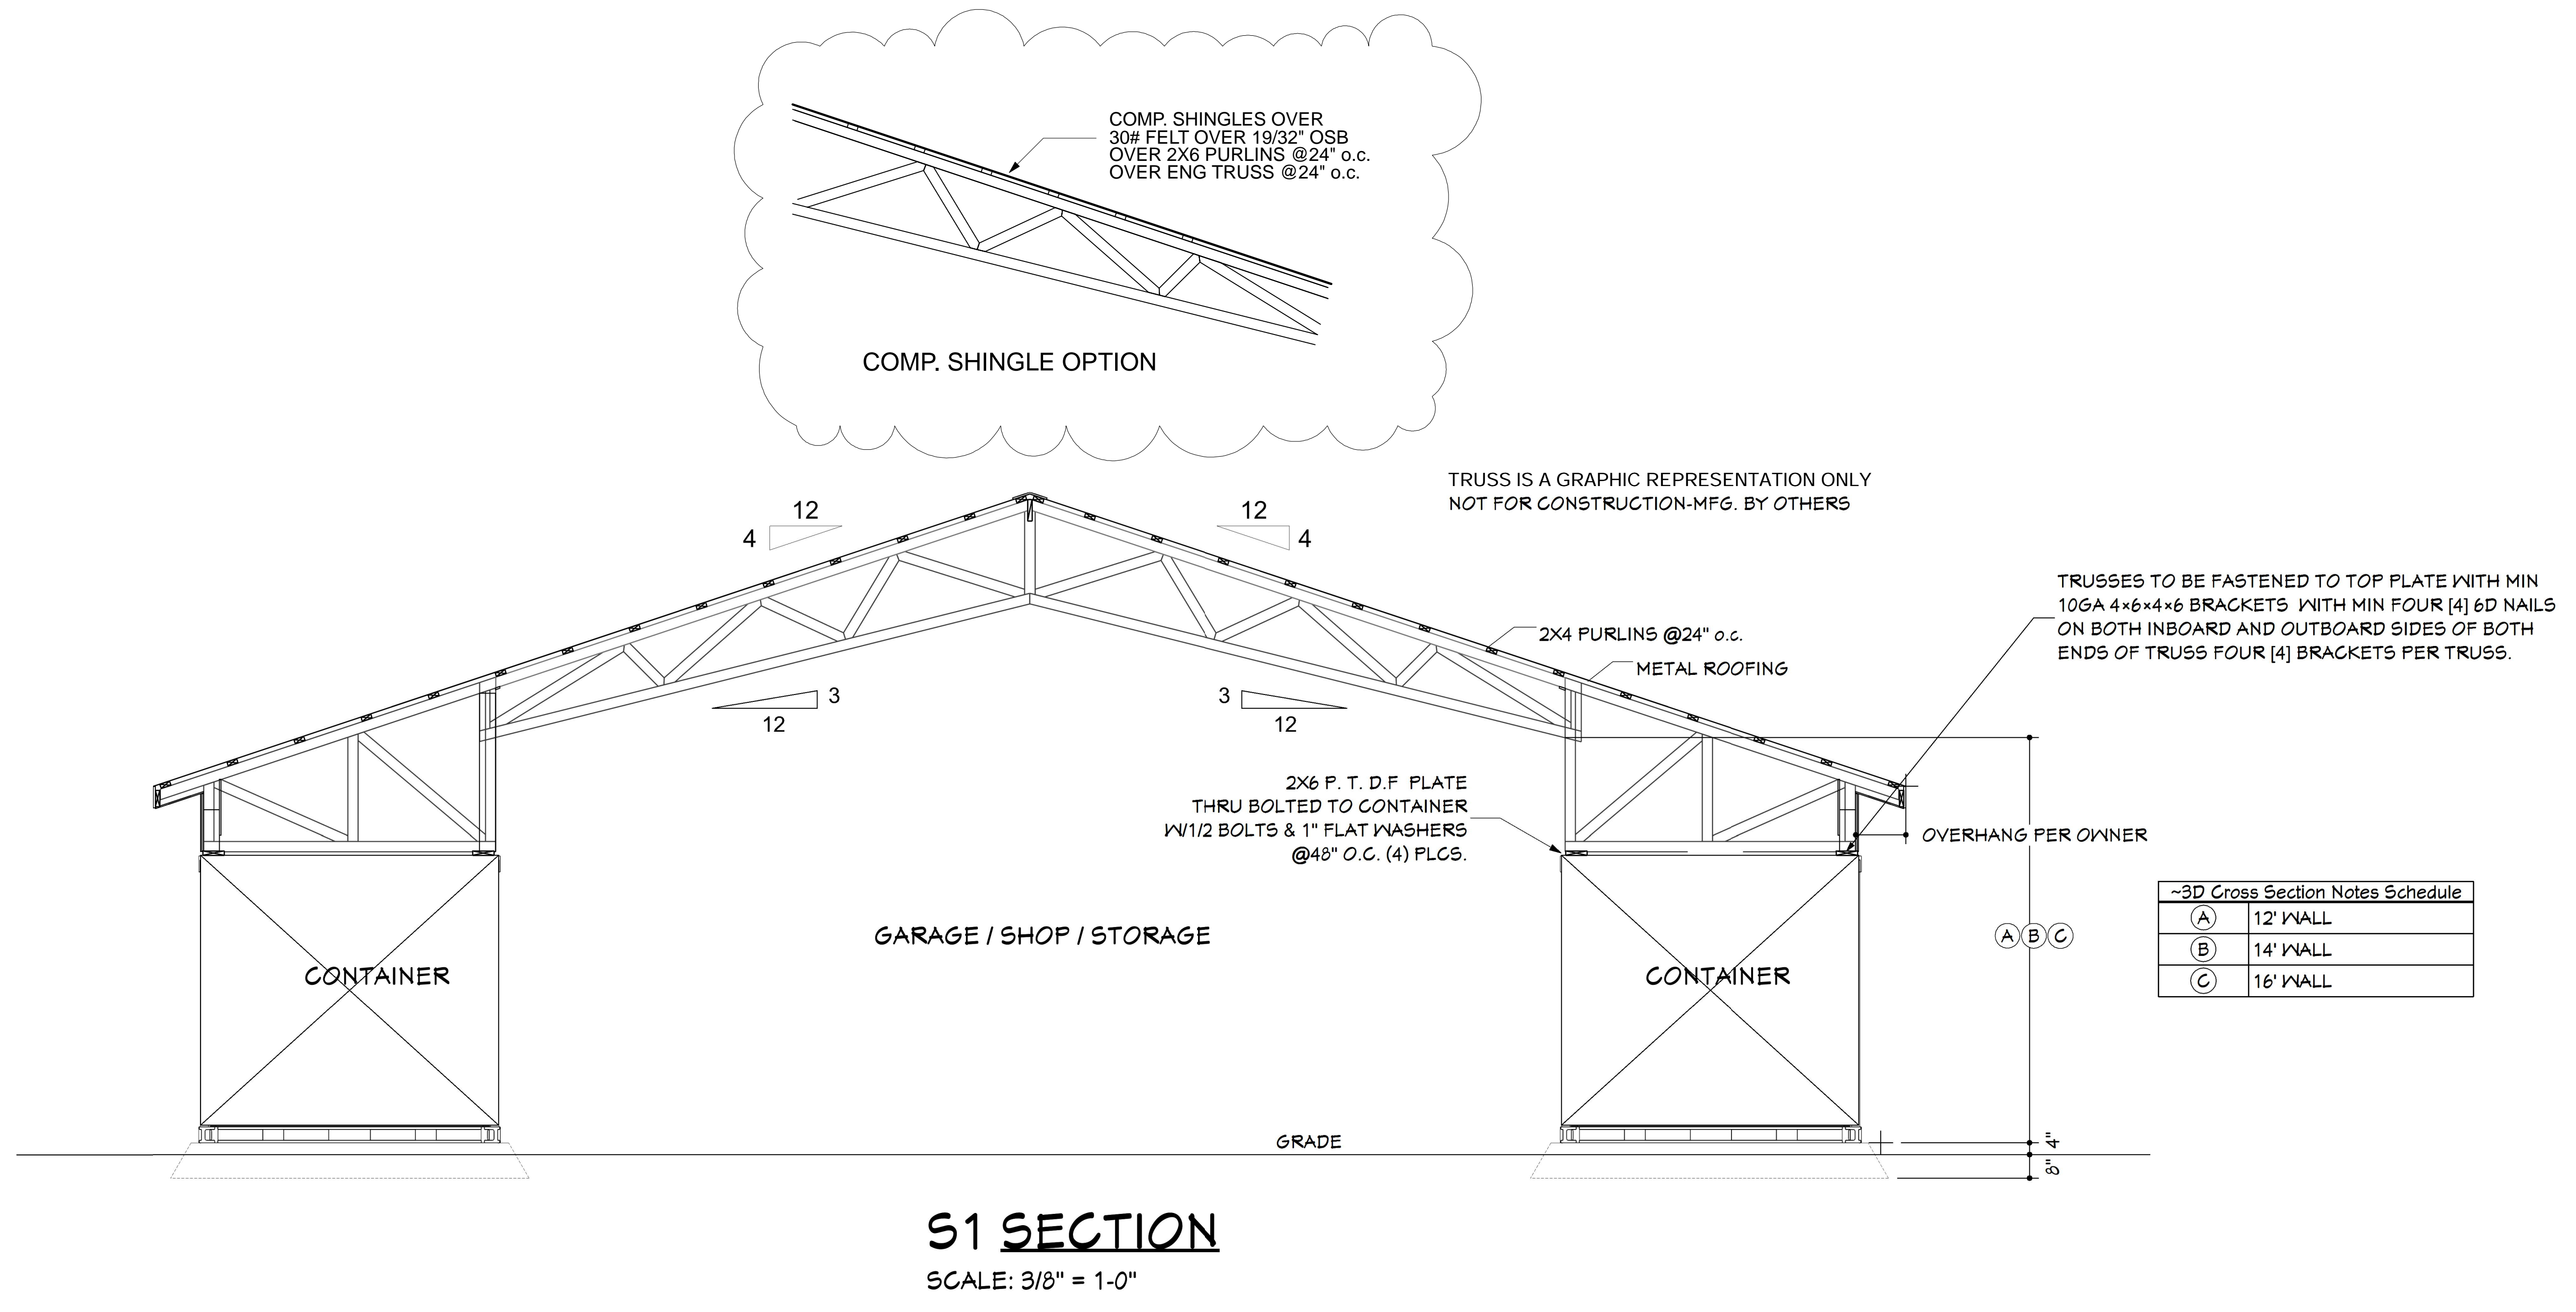 COMP. SHINGLES OVER
30# FELT OVER 19/32" OSB
OVER 2X6 PURLINS @24" o.c.
OVER ENG TRUSS @24" o.c.
COMP. SHINGLE OPTION
TRUSS IS A GRAPHIC REPRESENTATION ONLY
NOT FOR CONSTRUCTION-MFG. BY OTHERS
12
4
12
4
TRUSSES TO BE FASTENED TO TOP PLATE WITH MIN
10GA 4×6×4×6 BRACKETS WITH MIN FOUR [4] 6D NAILS
ON BOTH INBOARD AND OUTBOARD SIDES OF BOTH
ENDS OF TRUSS FOUR [4] BRACKETS PER TRUSS.
2X4 PURLINS @24" o.c.
METAL ROOFING
3
12
3
12
2X6 P. T. D.F PLATE
THRU BOLTED TO CONTAINER
W/1/2 BOLTS & 1" FLAT WASHERS
@48" O.C. (4) PLCS.
OVERHANG PER OWNER
~3D Cross Section Notes Schedule
A 12' WALL
B 14' WALL
C 16' WALL
A B C
GARAGE / SHOP / STORAGE
CONTAINER
CONTAINER
GRADE
4"
8"
S1 SECTION
SCALE: 3/8" = 1-0"